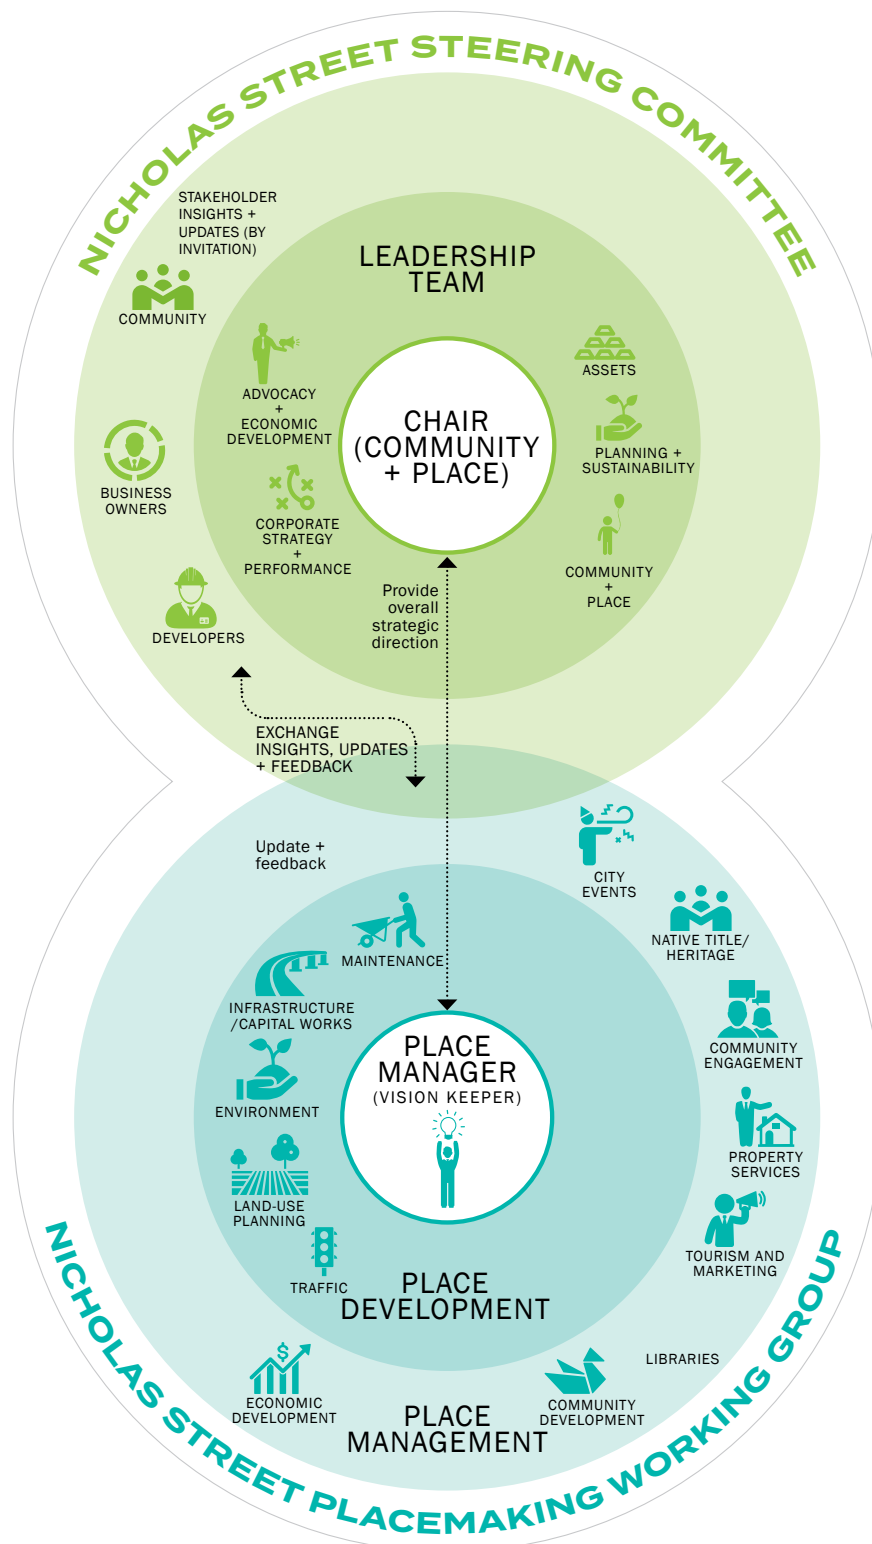 NICHOLAS STREET STEERING COMMITTEE
STAKEHOLDER
INSIGHTS +
UPDATES (BY
INVITATION)
COMMUNITY
BUSINESS
OWNERS
DEVELOPERS
LEADERSHIP
TEAM
ADVOCACY
+
ECONOMIC
DEVELOPMENT
CORPORATE
STRATEGY
+
PERFORMANCE
CHAIR
(COMMUNITY
+ PLACE)
ASSETS
PLANNING +
SUSTAINABILITY
COMMUNITY
+
PLACE
Provide
overall
strategic
direction
EXCHANGE
INSIGHTS, UPDATES
+ FEEDBACK
Update +
feedback
CITY
EVENTS
NATIVE TITLE/
HERITAGE
COMMUNITY
ENGAGEMENT
PROPERTY
SERVICES
TOURISM AND
MARKETING
MAINTENANCE
INFRASTRUCTURE
/CAPITAL WORKS
ENVIRONMENT
LAND-USE
PLANNING
TRAFFIC
PLACE
MANAGER
(VISION KEEPER)
PLACE
DEVELOPMENT
$
ECONOMIC
DEVELOPMENT
PLACE
MANAGEMENT
COMMUNITY
DEVELOPMENT
LIBRARIES
NICHOLAS STREET PLACEMAKING WORKING GROUP